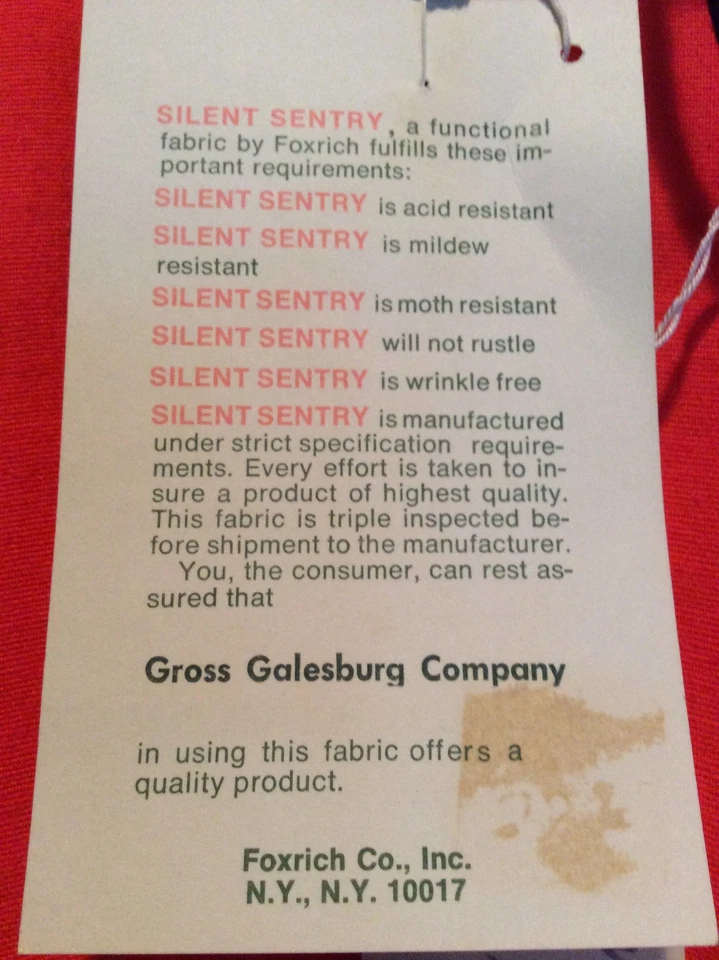 SILENT SENTRY, a functional
fabric by Foxrich fulfills these im-
portant requirements:
SILENT SENTRY is acid resistant
SILENT SENTRY is mildew
resistant
SILENT SENTRY is moth resistant
SILENT SENTRY will not rustle
SILENT SENTRY is wrinkle free
SILENT SENTRY is manufactured
under strict specification require-
ments. Every effort is taken to in-
sure a product of highest quality.
This fabric is triple inspected be-
fore shipment to the manufacturer.
You, the consumer, can rest as-
sured that
Gross Galesburg Company
in using this fabric offers a
quality product.
Foxrich Co., Inc.
N.Y., N.Y. 10017